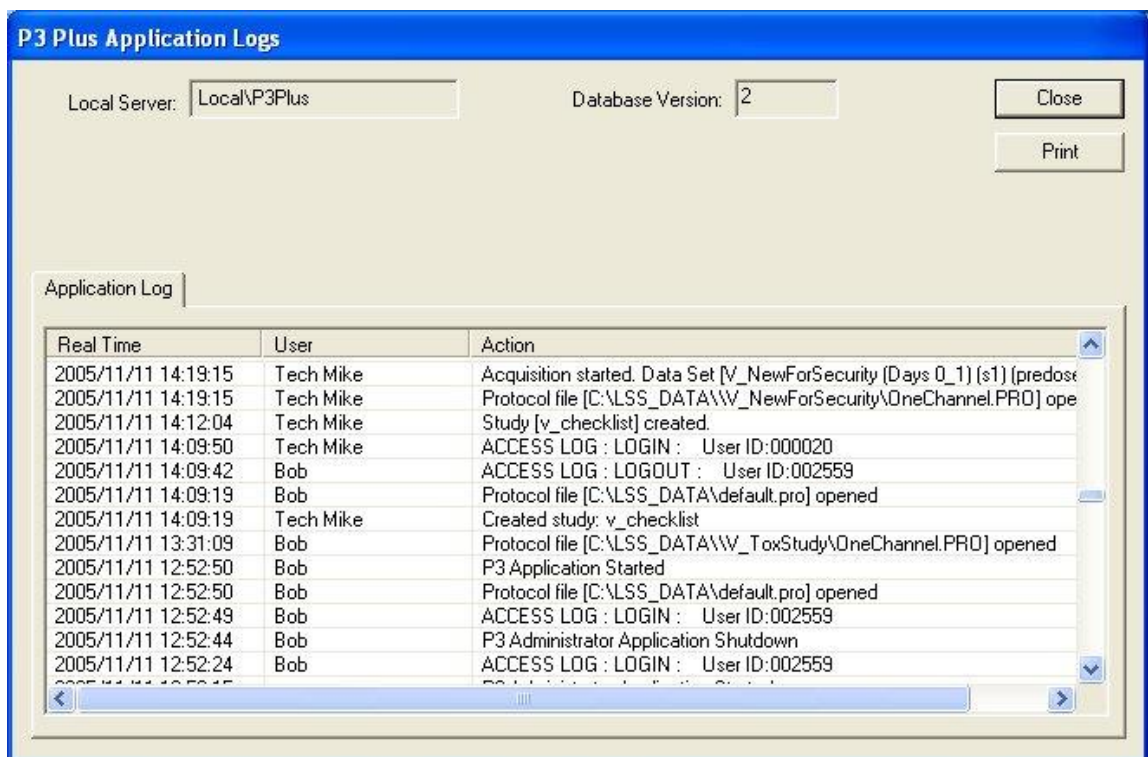 P3 Plus Application Logs
Local Server: Local\P3Plus Database Version: 2 Close
Print
Application Log
Real Time User Action
2005/11/11 14:19:15 Tech Mike Acquisition started. Data Set [V_NewForSecurity (Days 0_1) (s1) (predose
2005/11/11 14:19:15 Tech Mike Protocol file [C:\LSS_DATA\\V_NewForSecurity\OneChannel.PRO] ope
2005/11/11 14:12:04 Tech Mike Study [v_checklist] created.
2005/11/11 14:09:50 Tech Mike ACCESS LOG : LOGIN : User ID:000020
2005/11/11 14:09:42 Bob ACCESS LOG : LOGOUT : User ID:002559
2005/11/11 14:09:19 Bob Protocol file [C:\LSS_DATA\default.pro] opened
2005/11/11 14:09:19 Tech Mike Created study: v_checklist
2005/11/11 13:31:09 Bob Protocol file [C:\LSS_DATA\\V_ToxStudy\OneChannel.PRO] opened
2005/11/11 12:52:50 Bob P3 Application Started
2005/11/11 12:52:50 Bob Protocol file [C:\LSS_DATA\default.pro] opened
2005/11/11 12:52:49 Bob ACCESS LOG : LOGIN : User ID:002559
2005/11/11 12:52:44 Bob P3 Administrator Application Shutdown
2005/11/11 12:52:24 Bob ACCESS LOG : LOGIN : User ID:002559